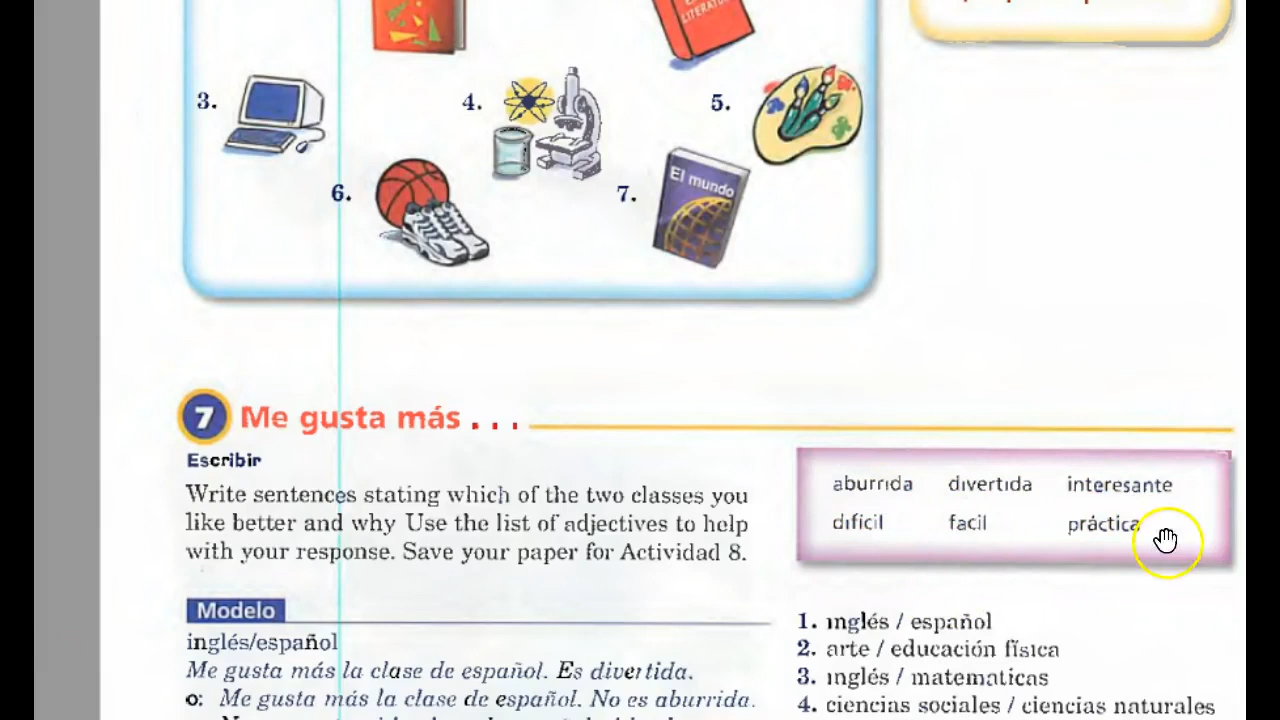 LITERATURA
3.
4.
5.
6.
7.
El mundo
7 Me gusta más . . .
Escribir
Write sentences stating which of the two classes you
like better and why Use the list of adjectives to help
with your response. Save your paper for Actividad 8.
aburrida divertida interesante
difícil facil práctica
Modelo
inglés/español
Me gusta más la clase de español. Es divertida.
o: Me gusta más la clase de español. No es aburrida.
1. inglés / español
2. arte / educación física
3. inglés / matematicas
4. ciencias sociales / ciencias naturales